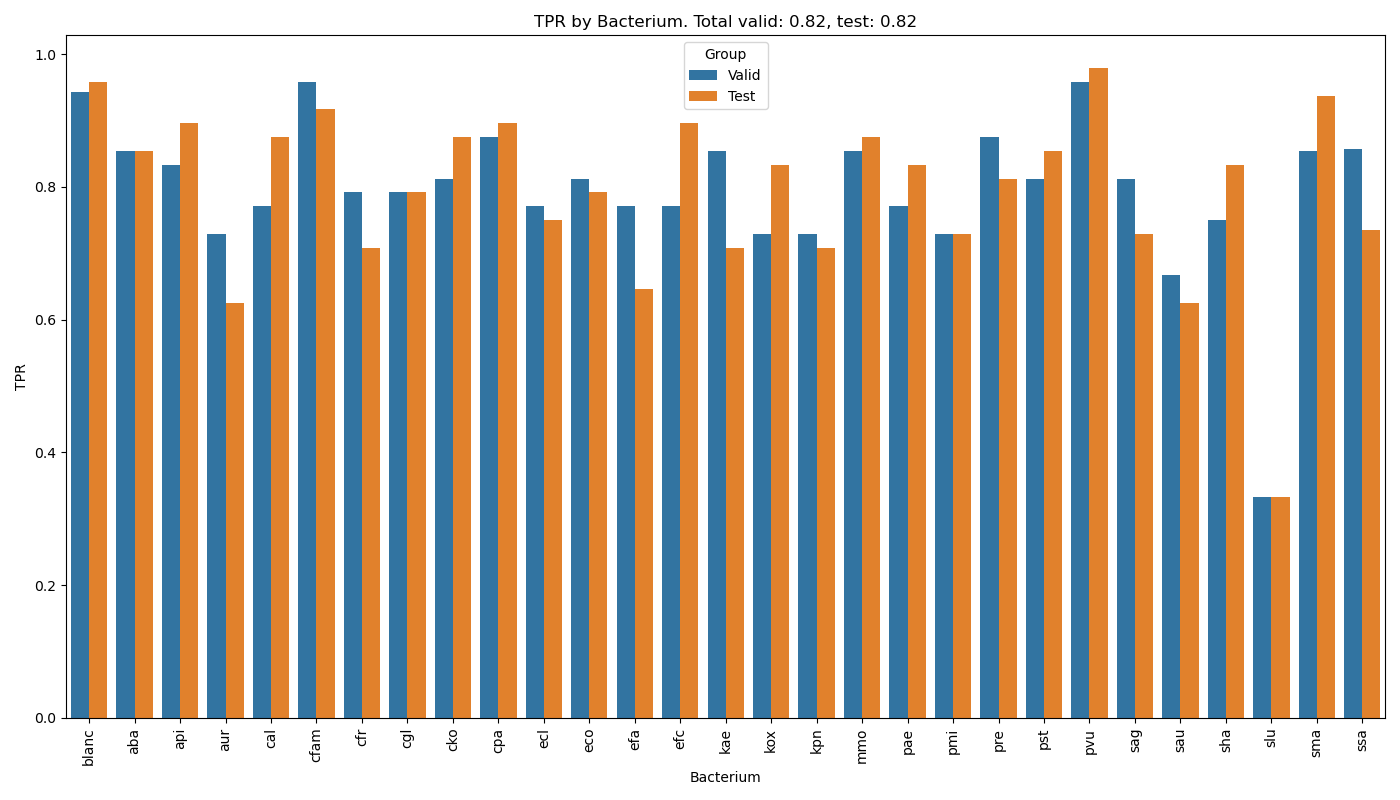 TPR by Bacterium. Total valid: 0.82, test: 0.82
Group
Valid
Test
1.0
0.8
0.6
0.4
0.2
0.0
TPR
blanc aba api aur cal cfam cfr cgl cko cpa ecl eco efa efc kae kox kpn mmo pae pmi pre pst pvu sag sau sha slu sma ssa
Bacterium